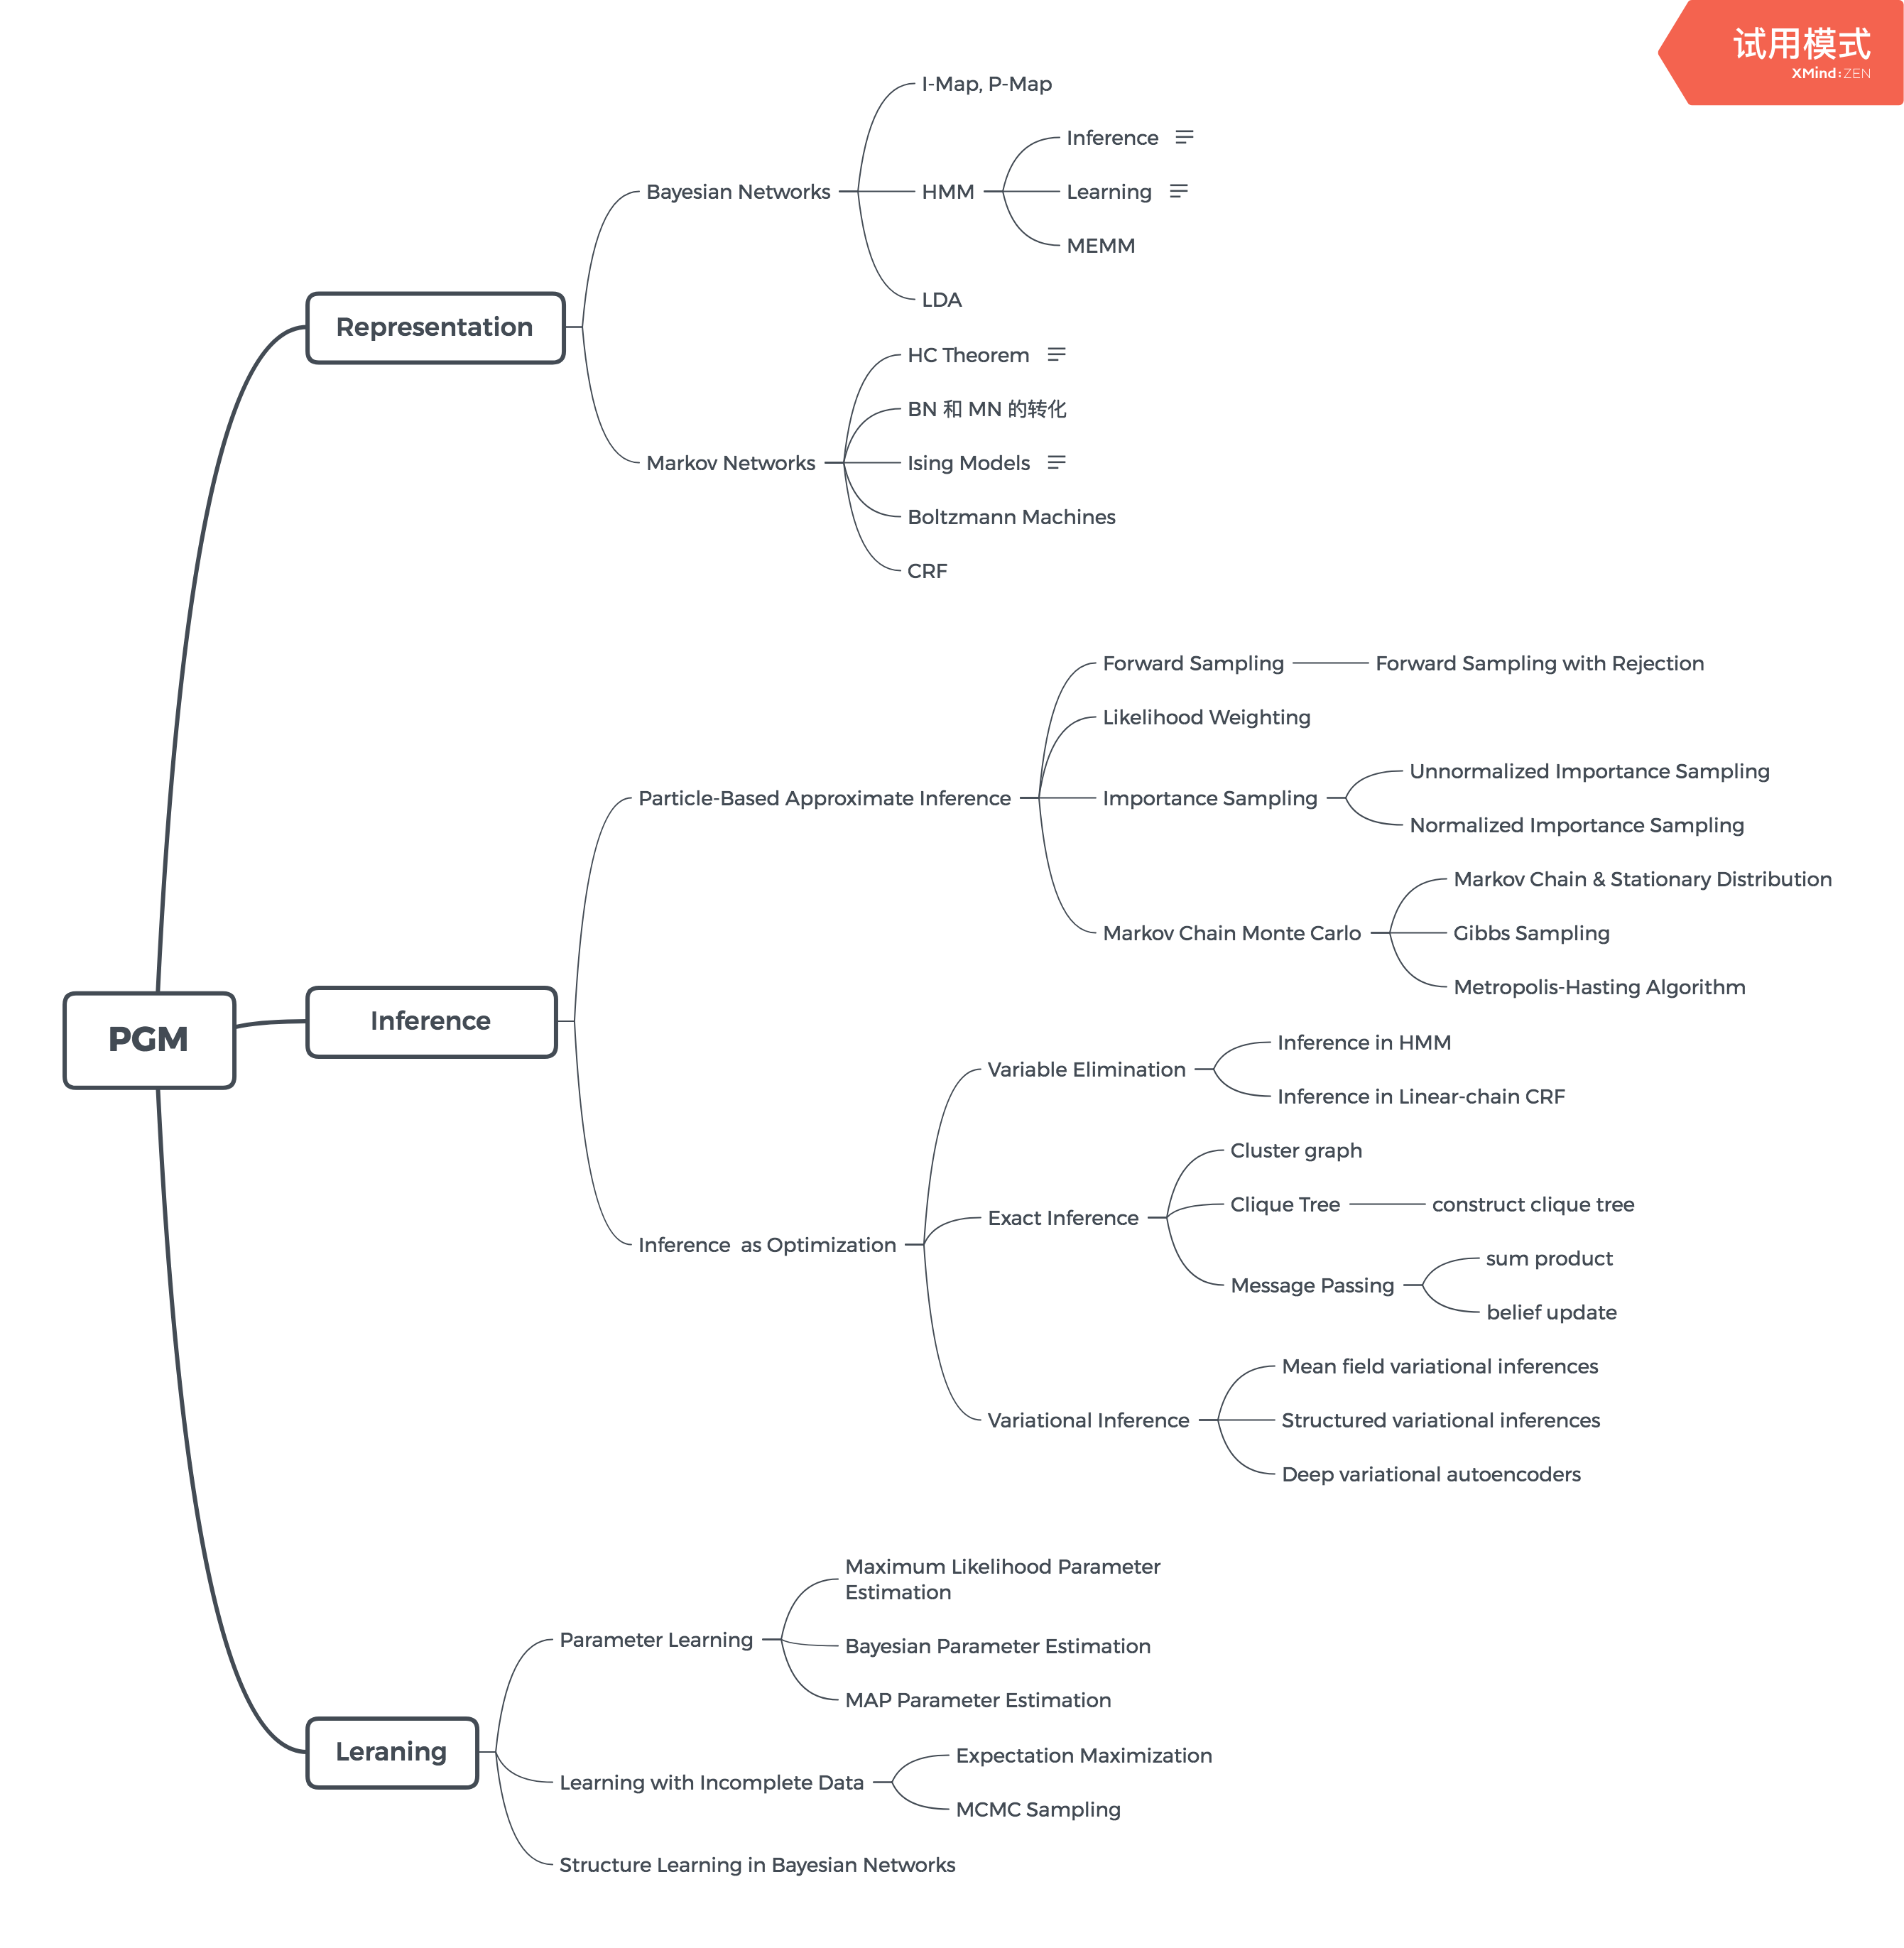 试用模式
XMind:ZEN
PGM
Representation
Bayesian Networks
I-Map, P-Map
HMM
Inference
Learning
MEMM
LDA
Markov Networks
HC Theorem
BN 和 MN 的转化
Ising Models
Boltzmann Machines
CRF
Inference
Particle-Based Approximate Inference
Forward Sampling
Forward Sampling with Rejection
Likelihood Weighting
Importance Sampling
Unnormalized Importance Sampling
Normalized Importance Sampling
Markov Chain Monte Carlo
Markov Chain & Stationary Distribution
Gibbs Sampling
Metropolis-Hasting Algorithm
Inference as Optimization
Variable Elimination
Inference in HMM
Inference in Linear-chain CRF
Exact Inference
Cluster graph
Clique Tree
construct clique tree
Message Passing
sum product
belief update
Variational Inference
Mean field variational inferences
Structured variational inferences
Deep variational autoencoders
Leraning
Parameter Learning
Maximum Likelihood Parameter
Estimation
Bayesian Parameter Estimation
MAP Parameter Estimation
Learning with Incomplete Data
Expectation Maximization
MCMC Sampling
Structure Learning in Bayesian Networks